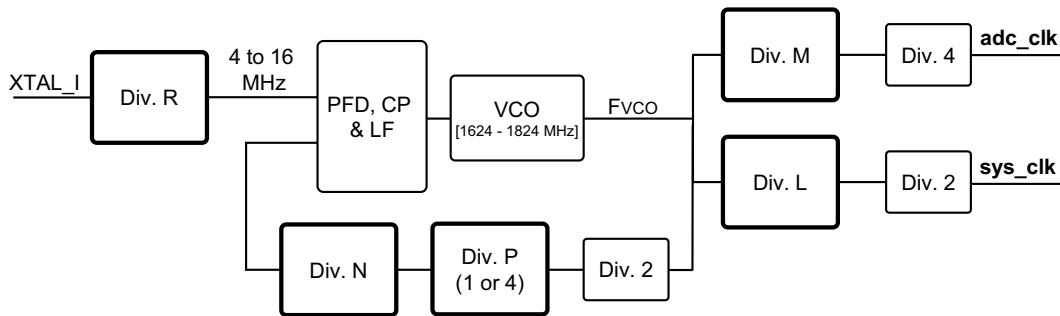 XTAL_I
Div. R
4 to 16
MHz
PFD, CP
& LF
VCO
[1624 - 1824 MHz]
FVCO
Div. M
Div. 4
adc_clk
Div. L
Div. 2
sys_clk
Div. N
Div. P
(1 or 4)
Div. 2